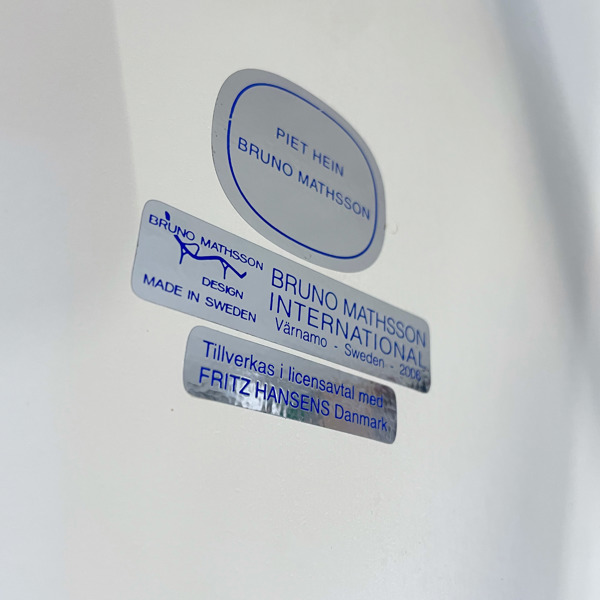 PIET HEIN
BRUNO MATHSSON
BRUNO MATHSSON
DESIGN
MADE IN SWEDEN
BRUNO MATHSSON
INTERNATIONAL
Värnamo - Sweden - 2006
Tillverkas i licensavtal med
FRITZ HANSENS Danmark